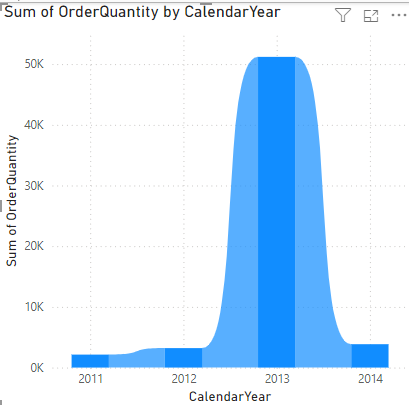 Sum of OrderQuantity by CalendarYear
Sum of OrderQuantity
50K
40K
30K
20K
10K
0K
2011 2012 2013 2014
CalendarYear